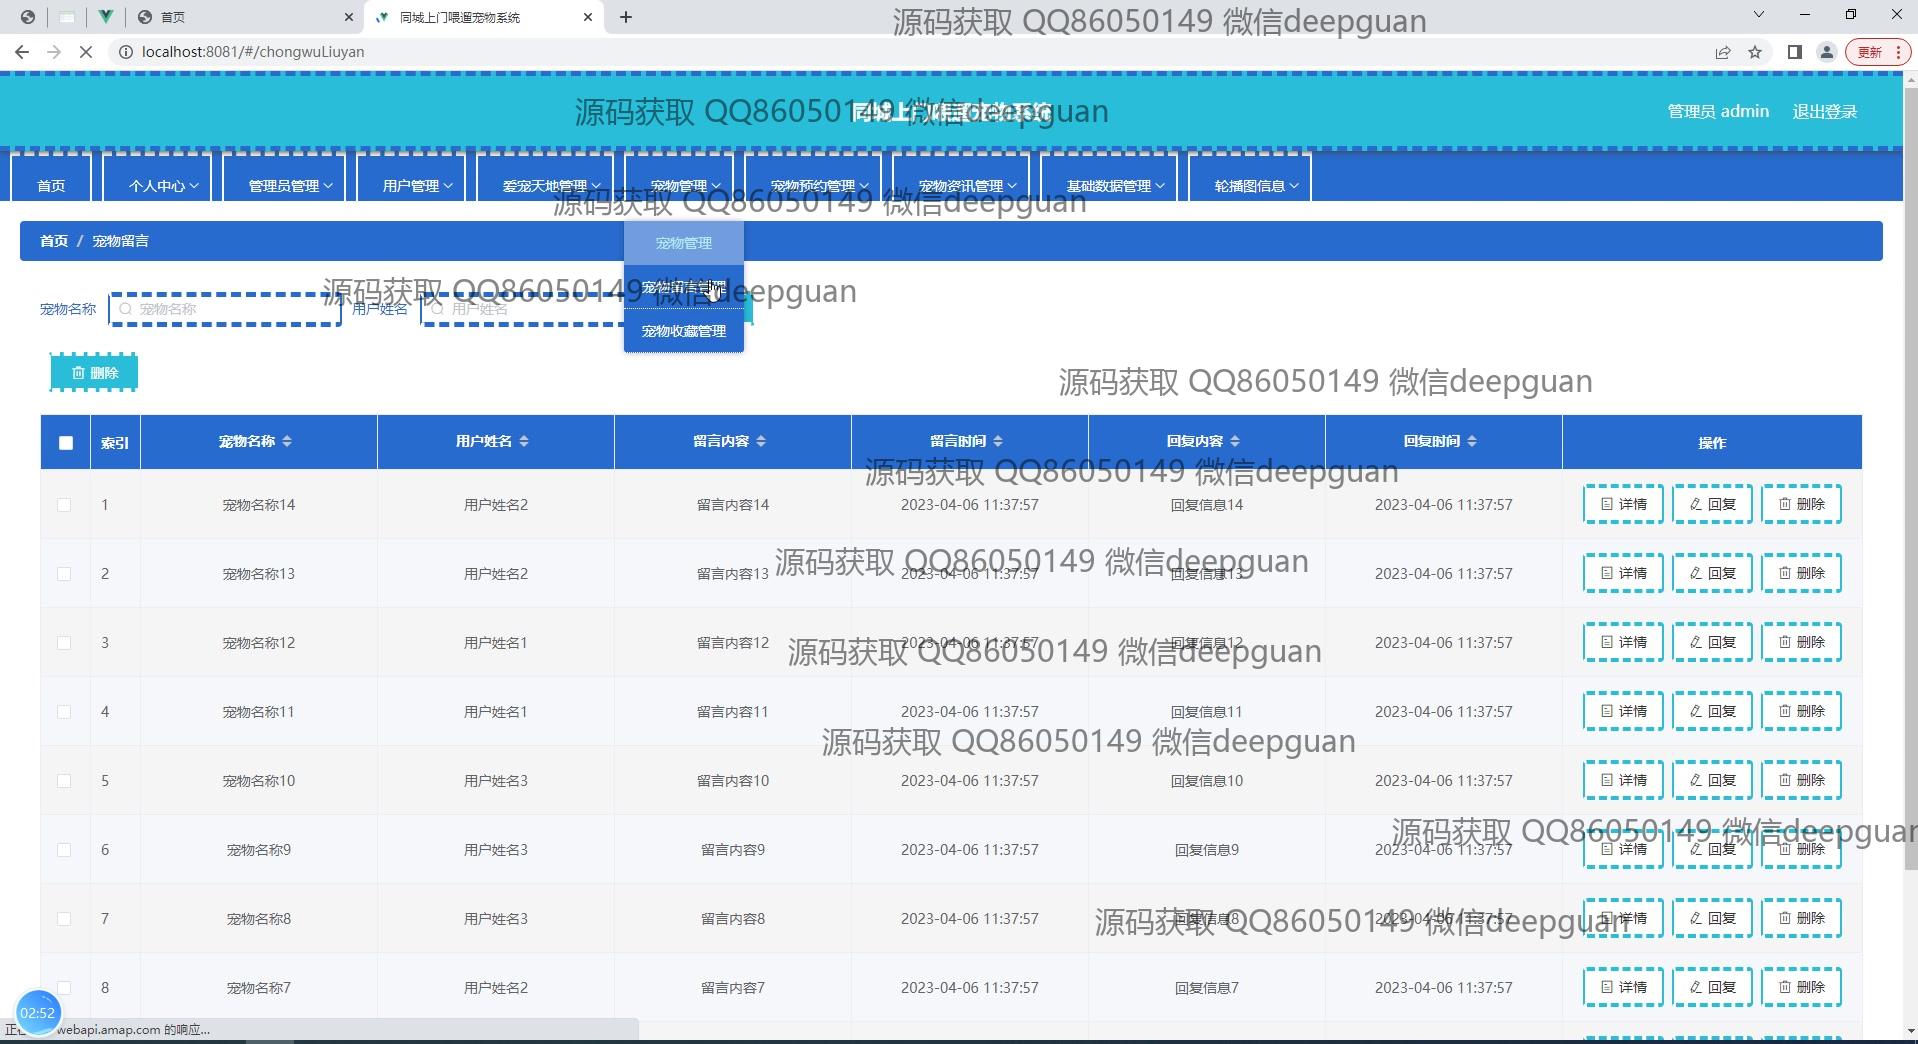 首页
同城上门喂遛宠物系统
源码获取 QQ86050149 微信deepguan
localhost:8081/#/chongwuLiuyan
更新
同城上门喂遛宠物系统
源码获取 QQ86050149 微信deepguan
管理员 admin 退出登录
首页 个人中心 管理员管理 用户管理 爱宠天地管理 宠物管理 宠物预约管理 宠物资讯管理 基础数据管理 轮播图信息
源码获取 QQ86050149 微信deepguan
首页 / 宠物留言
宠物管理
宠物留言管理
宠物收藏管理
源码获取 QQ86050149 微信deepguan
宠物名称 宠物名称 用户姓名 用户姓名
删除
源码获取 QQ86050149 微信deepguan
索引 宠物名称 用户姓名 留言内容 留言时间 回复内容 回复时间 操作
源码获取 QQ86050149 微信deepguan
1 宠物名称14 用户姓名2 留言内容14 2023-04-06 11:37:57 回复信息14 2023-04-06 11:37:57 详情 回复 删除
源码获取 QQ86050149 微信deepguan
2 宠物名称13 用户姓名2 留言内容13 2023-04-06 11:37:57 回复信息13 2023-04-06 11:37:57 详情 回复 删除
源码获取 QQ86050149 微信deepguan
3 宠物名称12 用户姓名1 留言内容12 2023-04-06 11:37:57 回复信息12 2023-04-06 11:37:57 详情 回复 删除
4 宠物名称11 用户姓名1 留言内容11 2023-04-06 11:37:57 回复信息11 2023-04-06 11:37:57 详情 回复 删除
源码获取 QQ86050149 微信deepguan
5 宠物名称10 用户姓名3 留言内容10 2023-04-06 11:37:57 回复信息10 2023-04-06 11:37:57 详情 回复 删除
源码获取 QQ86050149 微信deepguan
6 宠物名称9 用户姓名3 留言内容9 2023-04-06 11:37:57 回复信息9 2023-04-06 11:37:57 详情 回复 删除
7 宠物名称8 用户姓名3 留言内容8 2023-04-06 11:37:57 回复信息8 2023-04-06 11:37:57 详情 回复 删除
源码获取 QQ86050149 微信deepguan
8 宠物名称7 用户姓名2 留言内容7 2023-04-06 11:37:57 回复信息7 2023-04-06 11:37:57 详情 回复 删除
02:52
webapi.amap.com 的响应...